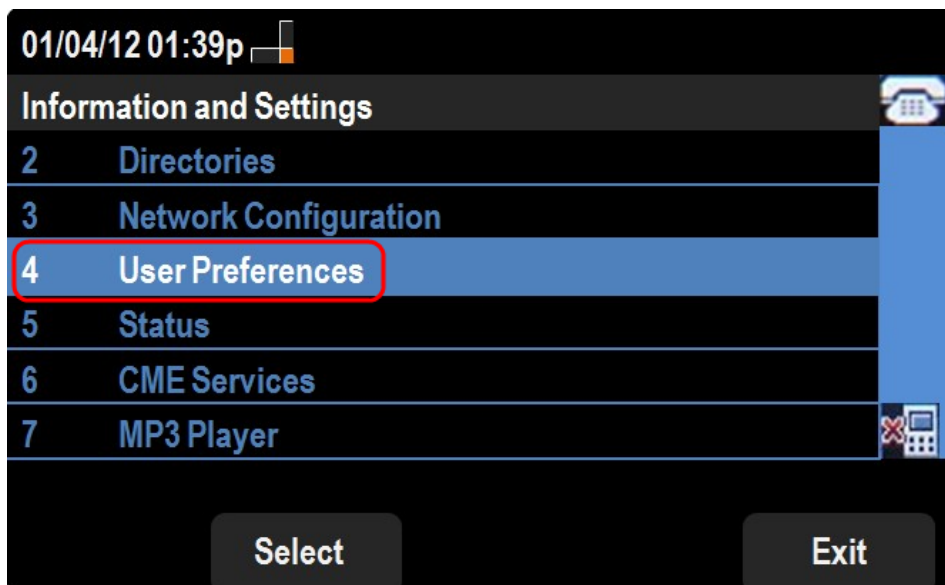 01/04/12 01:39p
Information and Settings
2 Directories
3 Network Configuration
4 User Preferences
5 Status
6 CME Services
7 MP3 Player
Select Exit